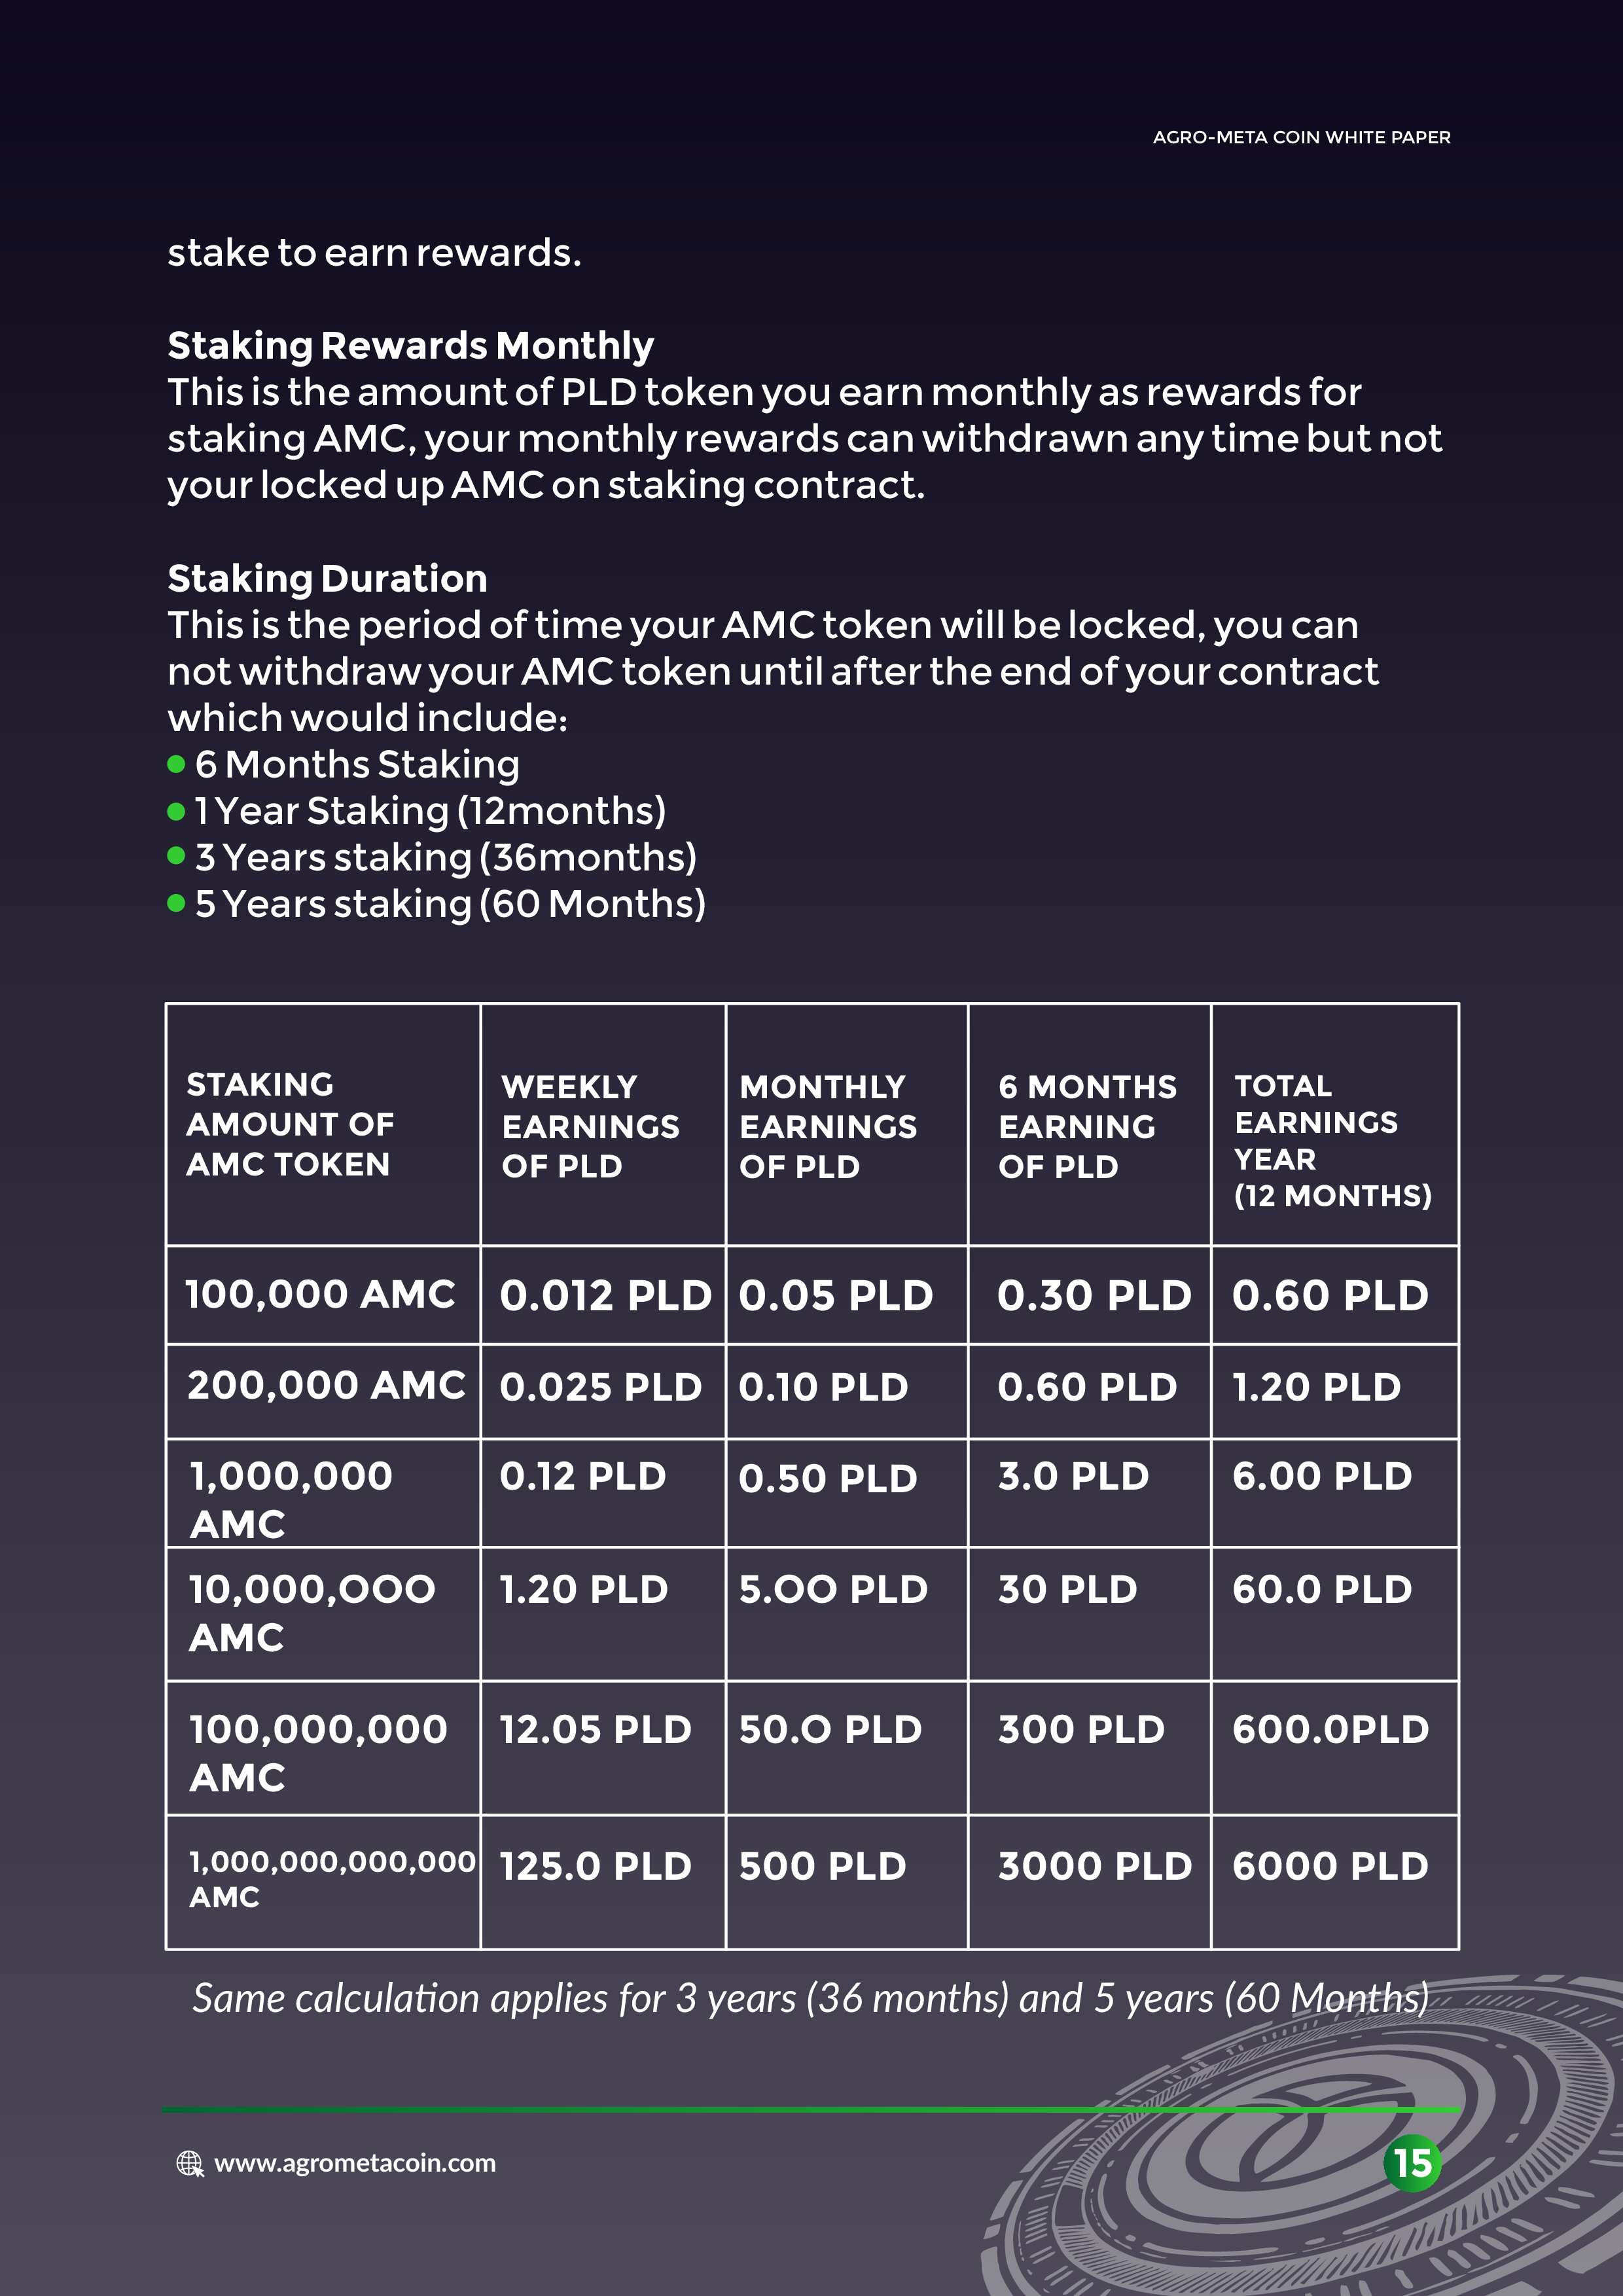 AGRO-META COIN WHITE PAPER
stake to earn rewards.
Staking Rewards Monthly
This is the amount of PLD token you earn monthly as rewards for
staking AMC, your monthly rewards can withdrawn any time but not
your locked up AMC on staking contract.
Staking Duration
This is the period of time your AMC token will be locked, you can
not withdraw your AMC token until after the end of your contract
which would include:
6 Months Staking
1 Year Staking (12months)
3 Years staking (36months)
5 Years staking (60 Months)
STAKING
AMOUNT OF
AMC TOKEN
WEEKLY
EARNINGS
OF PLD
MONTHLY
EARNINGS
OF PLD
6 MONTHS
EARNING
OF PLD
TOTAL
EARNINGS
YEAR
(12 MONTHS)
100,000 AMC 0.012 PLD 0.05 PLD 0.30 PLD 0.60 PLD
200,000 AMC 0.025 PLD 0.10 PLD 0.60 PLD 1.20 PLD
1,000,000
AMC
0.12 PLD 0.50 PLD 3.0 PLD 6.00 PLD
10,000,OOO
AMC
1.20 PLD 5.OO PLD 30 PLD 60.0 PLD
100,000,000
AMC
12.05 PLD 50.O PLD 300 PLD 600.0PLD
1,000,000,000,000
AMC
125.0 PLD 500 PLD 3000 PLD 6000 PLD
Same calculation applies for 3 years (36 months) and 5 years (60 Months)
www.agrometacoin.com
15